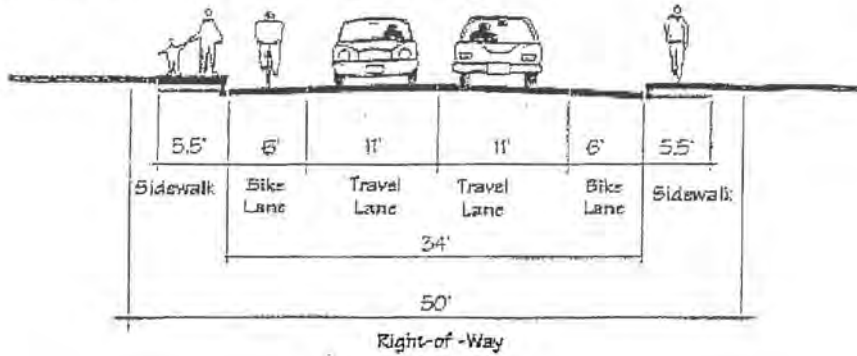 5.5' 6' 11' 11' 6' 5.5'
Sidewalk Bike Lane Travel Lane Travel Lane Bike Lane Sidewalk
34'
50'
Right-of-Way